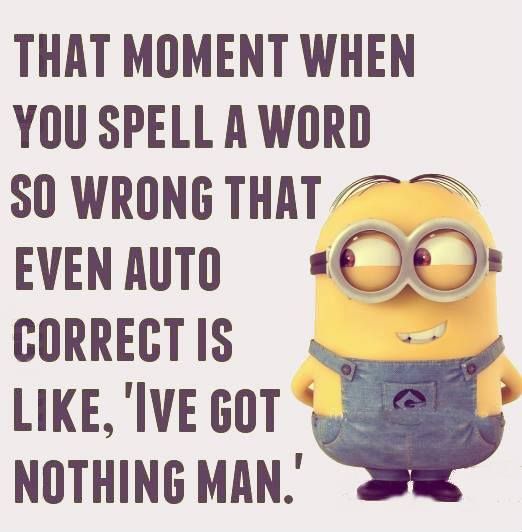 THAT MOMENT WHEN
YOU SPELL A WORD
SO WRONG THAT
EVEN AUTO
CORRECT IS
LIKE, 'IVE GOT
NOTHING MAN.'